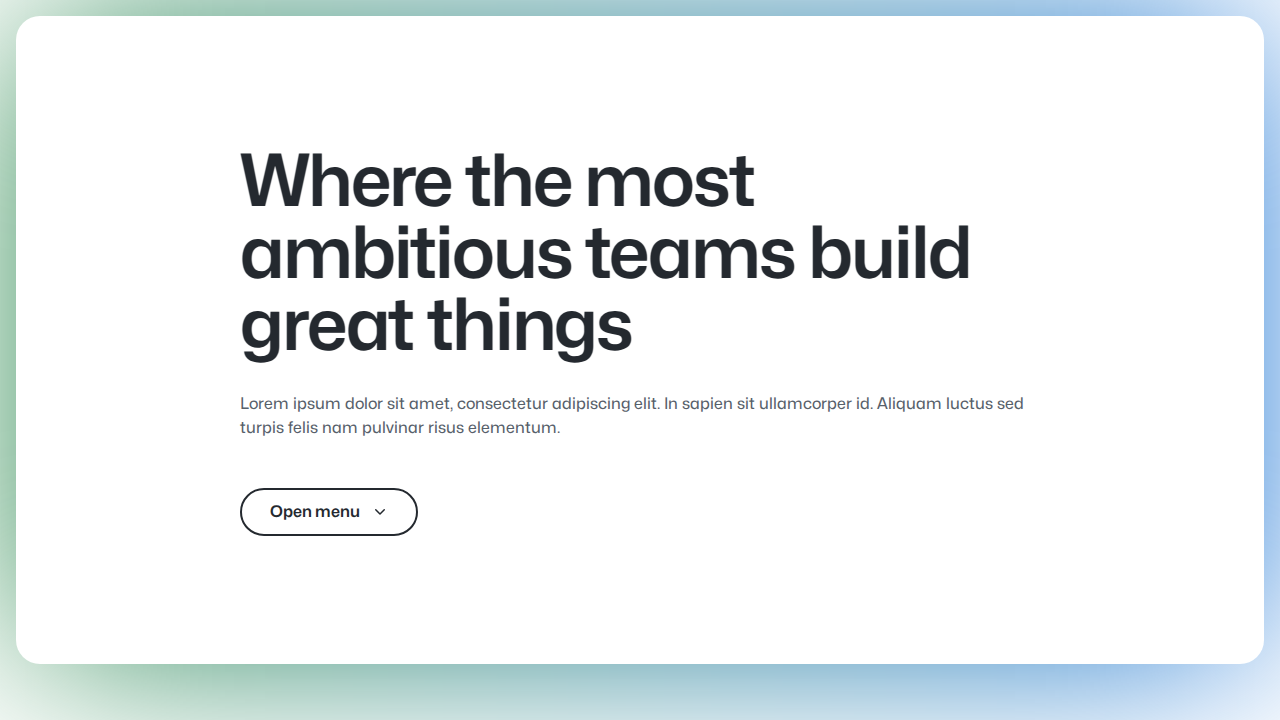 Where the most
ambitious teams build
great things
Lorem ipsum dolor sit amet, consectetur adipiscing elit. In sapien sit ullamcorper id. Aliquam luctus sed
turpis felis nam pulvinar risus elementum.
Open menu